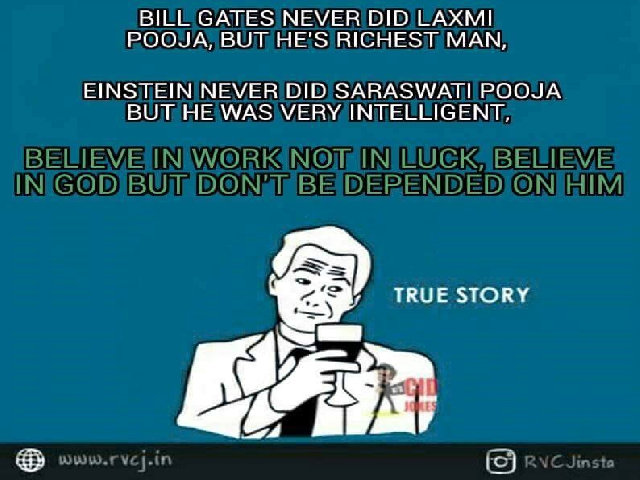 BILL GATES NEVER DID LAXMI
POOJA, BUT HE'S RICHEST MAN,
EINSTEIN NEVER DID SARASWATI POOJA
BUT HE WAS VERY INTELLIGENT,
BELIEVE IN WORK NOT IN LUCK, BELIEVE
IN GOD BUT DON'T BE DEPENDED ON HIM
TRUE STORY
CID
JOKES
www.rvcj.in
RVCJinsta